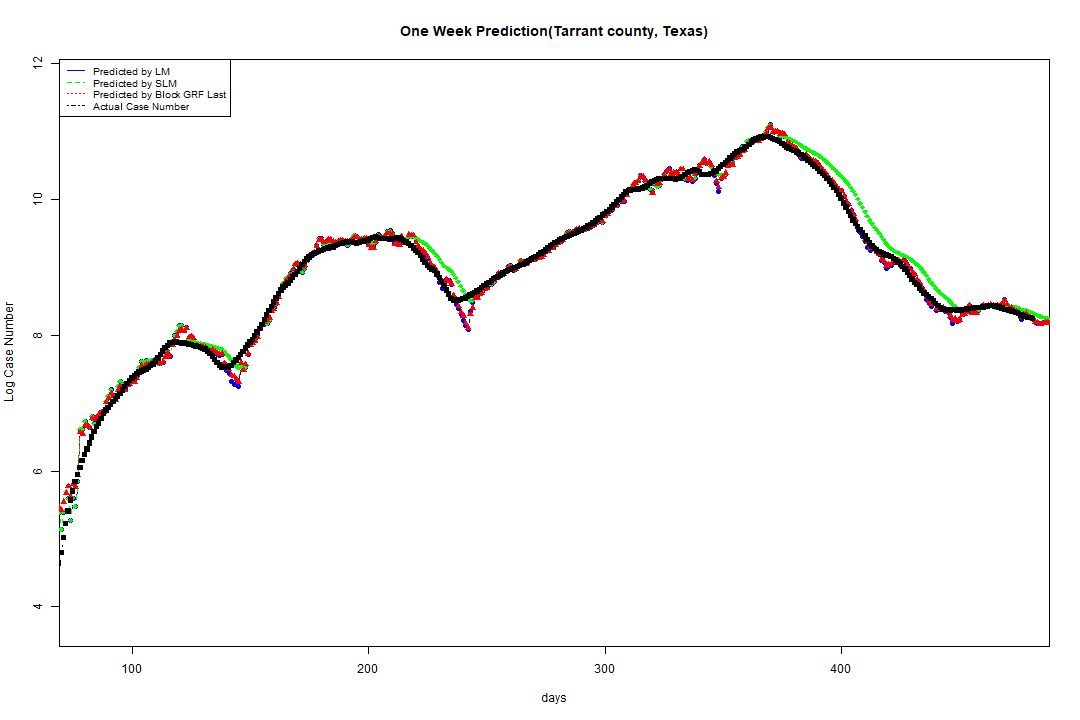 One Week Prediction(Tarrant county, Texas)
Predicted by LM
Predicted by SLM
Predicted by Block GRF Last
Actual Case Number
12
10
8
6
4
Log Case Number
100 200 300 400
days